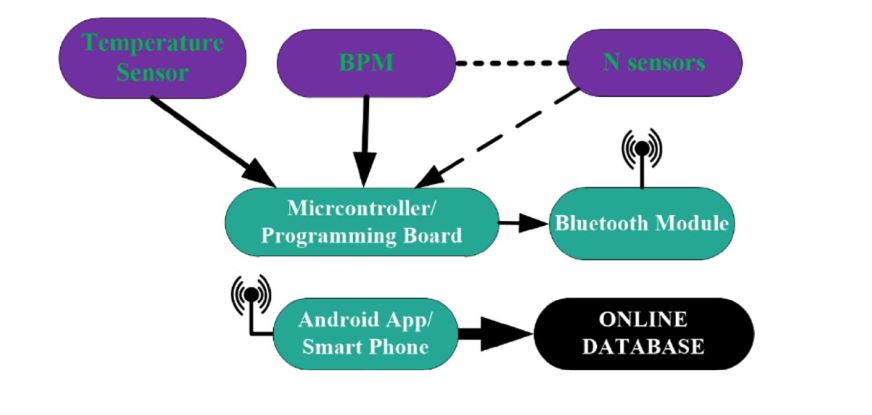 Temperature
Sensor
BPM
N sensors
Micrcontroller/
Programming Board
Bluetooth Module
Android App/
Smart Phone
ONLINE
DATABASE